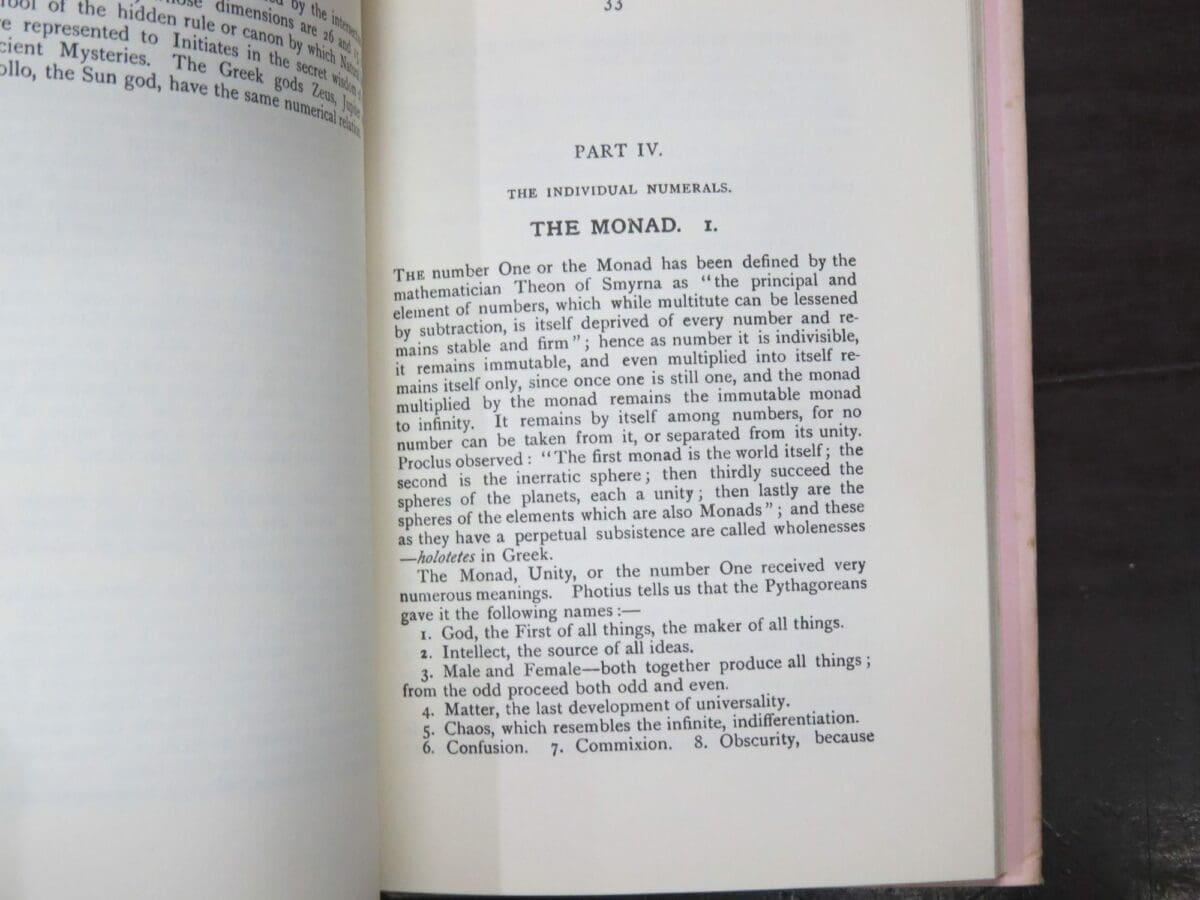 by the intersec
whose dimensions are 26 and 15
bol of the hidden rule or canon by which Natu
re represented to Initiates in the secret wisdom
cient Mysteries. The Greek gods Zeus, Jupiter
ollo, the Sun god, have the same numerical relation
33
PART IV.
THE INDIVIDUAL NUMERALS.
THE MONAD. 1.
THE number One or the Monad has been defined by the
mathematician Theon of Smyrna as "the principal and
element of numbers, which while multitute can be lessened
by subtraction, is itself deprived of every number and re-
mains stable and firm"; hence as number it is indivisible,
it remains immutable, and even multiplied into itself re-
mains itself only, since once one is still one, and the monad
multiplied by the monad remains the immutable monad
to infinity. It remains by itself among numbers, for no
number can be taken from it, or separated from its unity.
Proclus observed: "The first monad is the world itself; the
second is the inerratic sphere; then thirdly succeed the
spheres of the planets, each a unity; then lastly are the
spheres of the elements which are also Monads"; and these
as they have a perpetual subsistence are called wholenesses
—holotetes in Greek.
The Monad, Unity, or the number One received very
numerous meanings. Photius tells us that the Pythagoreans
gave it the following names:—
1. God, the First of all things, the maker of all things.
2. Intellect, the source of all ideas.
3. Male and Female—both together produce all things;
from the odd proceed both odd and even.
4. Matter, the last development of universality.
5. Chaos, which resembles the infinite, indifferentiation.
6. Confusion. 7. Commixion. 8. Obscurity, because